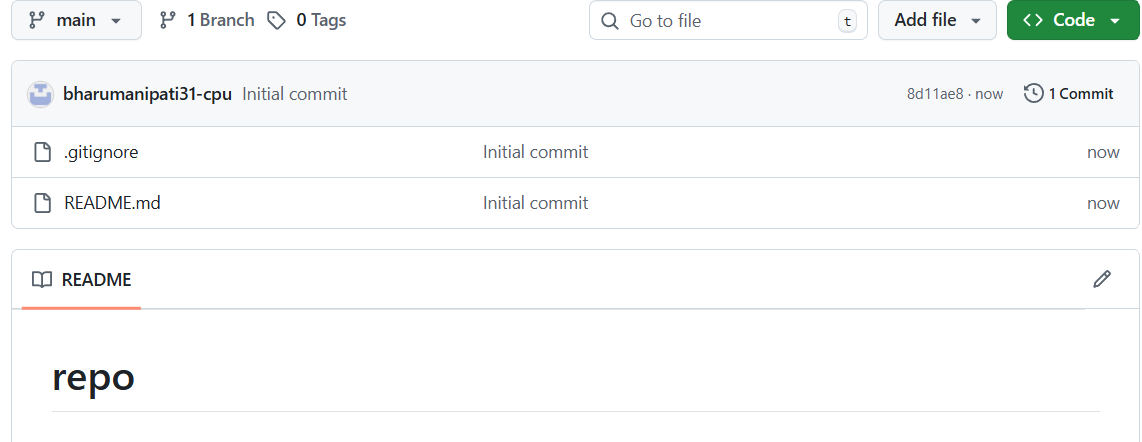 main 1 Branch 0 Tags Go to file t Add file Code
bharumanipati31-cpu Initial commit 8d11ae8 · now 1 Commit
.gitignore Initial commit now
README.md Initial commit now
README
repo